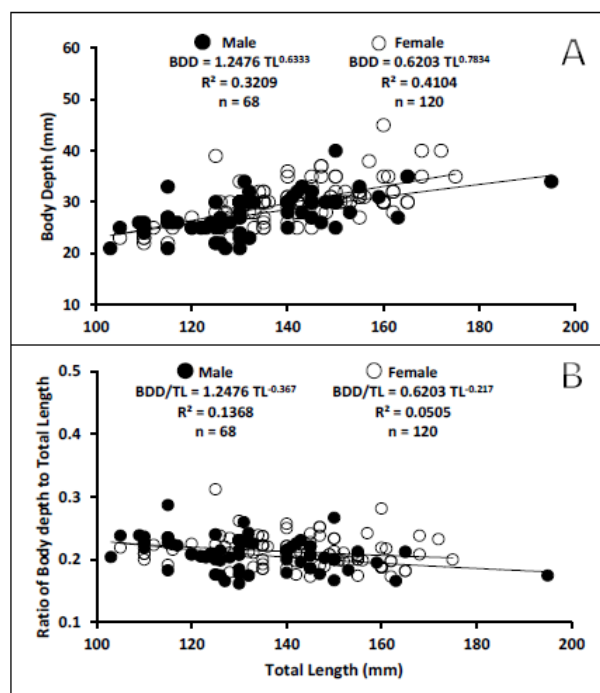 Male Female A
BDD = 1.2476 TL^0.6333 BDD = 0.6203 TL^0.7834
R² = 0.3209 R² = 0.4104
n = 68 n = 120
60
50
40
30
20
10
Body Depth (mm)
100 120 140 160 180 200
Male Female B
BDD/TL = 1.2476 TL^-0.367 BDD/TL = 0.6203 TL^-0.217
R² = 0.1368 R² = 0.0505
n = 68 n = 120
0.5
0.4
0.3
0.2
0.1
Ratio of Body depth to Total Length
100 120 140 160 180 200
Total Length (mm)